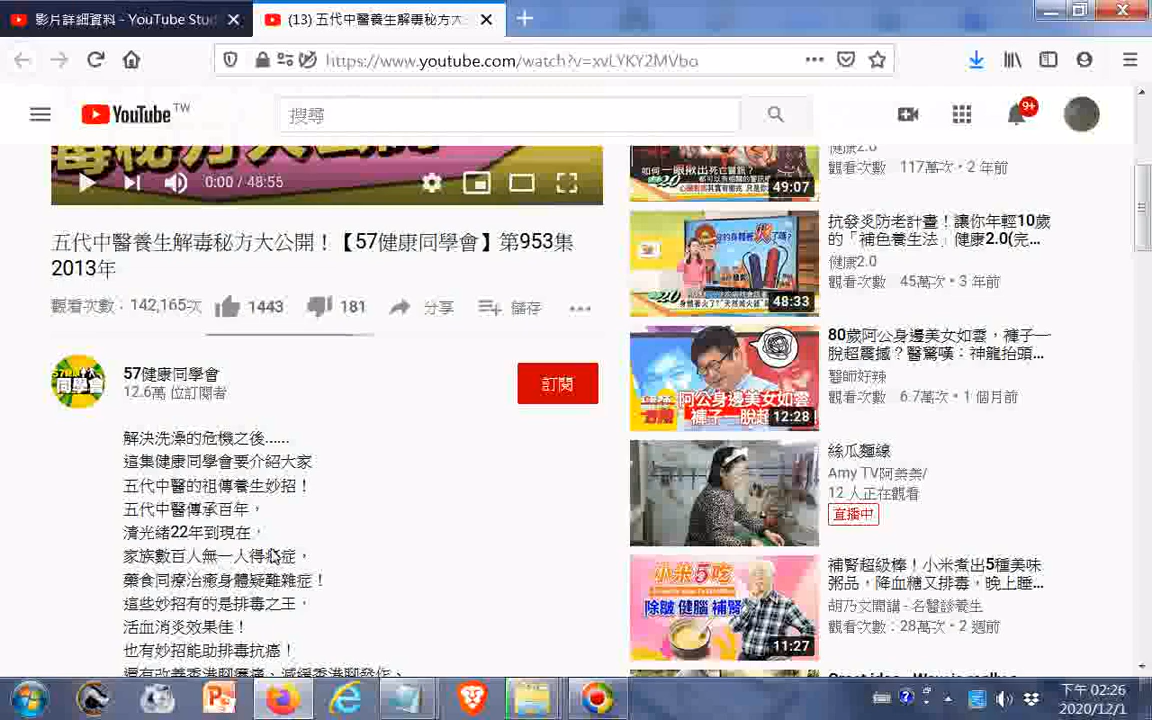 影片詳細資料 - YouTube Stu
(13) 五代中醫養生解毒秘方大
https://www.youtube.com/watch?v=xvLYKY2MVbo
YouTube TW
搜尋
9+
0:00 / 48:55
五代中醫養生解毒秘方大公開！【57健康同學會】第953集
2013年
觀看次數：142,165次
1443
181
分享
儲存
57健康同學會
12.6萬 位訂閱者
訂閱
解決洗澡的危機之後......
這集健康同學會要介紹大家
五代中醫的祖傳養生妙招！
五代中醫傳承百年，
清光緒22年到現在，
家族數百人無一人得癌症，
藥食同療治癒身體疑難雜症！
這些妙招有的是排毒之王，
活血消炎效果佳！
也有妙招能助排毒抗癌！
健康2.0
觀看次數：117萬次 • 2 年前
49:07
抗發炎防老計畫！讓你年輕10歲
的「補色養生法」健康2.0(完...
健康2.0
觀看次數：45萬次 • 3 年前
48:33
80歲阿公身邊美女如雲，褲子一
脫超震撼？醫驚嘆：神龍抬頭...
醫師好辣
觀看次數：6.7萬次 • 1 個月前
阿公身邊美女如雲
褲子一脫超
12:28
絲瓜麵線
Amy TV阿美美/
12 人正在觀看
直播中
補腎超級棒！小米煮出5種美味
粥品，降血糖又排毒，晚上睡...
胡乃文開講 - 名醫談養生
觀看次數：28萬次 • 2 週前
小米5吃
除皺 健腦 補腎
11:27
下午 02:26
2020/12/1